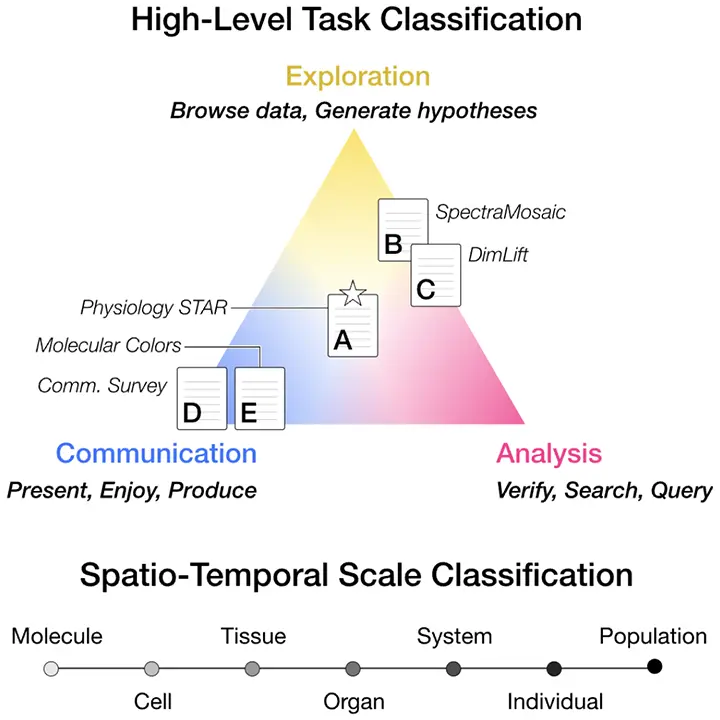 High-Level Task Classification
Exploration
Browse data, Generate hypotheses
SpectraMosaic
B
DimLift
C
Physiology STAR
A
Molecular Colors
Comm. Survey
D
E
Communication
Analysis
Present, Enjoy, Produce
Verify, Search, Query
Spatio-Temporal Scale Classification
Molecule
Tissue
System
Population
Cell
Organ
Individual